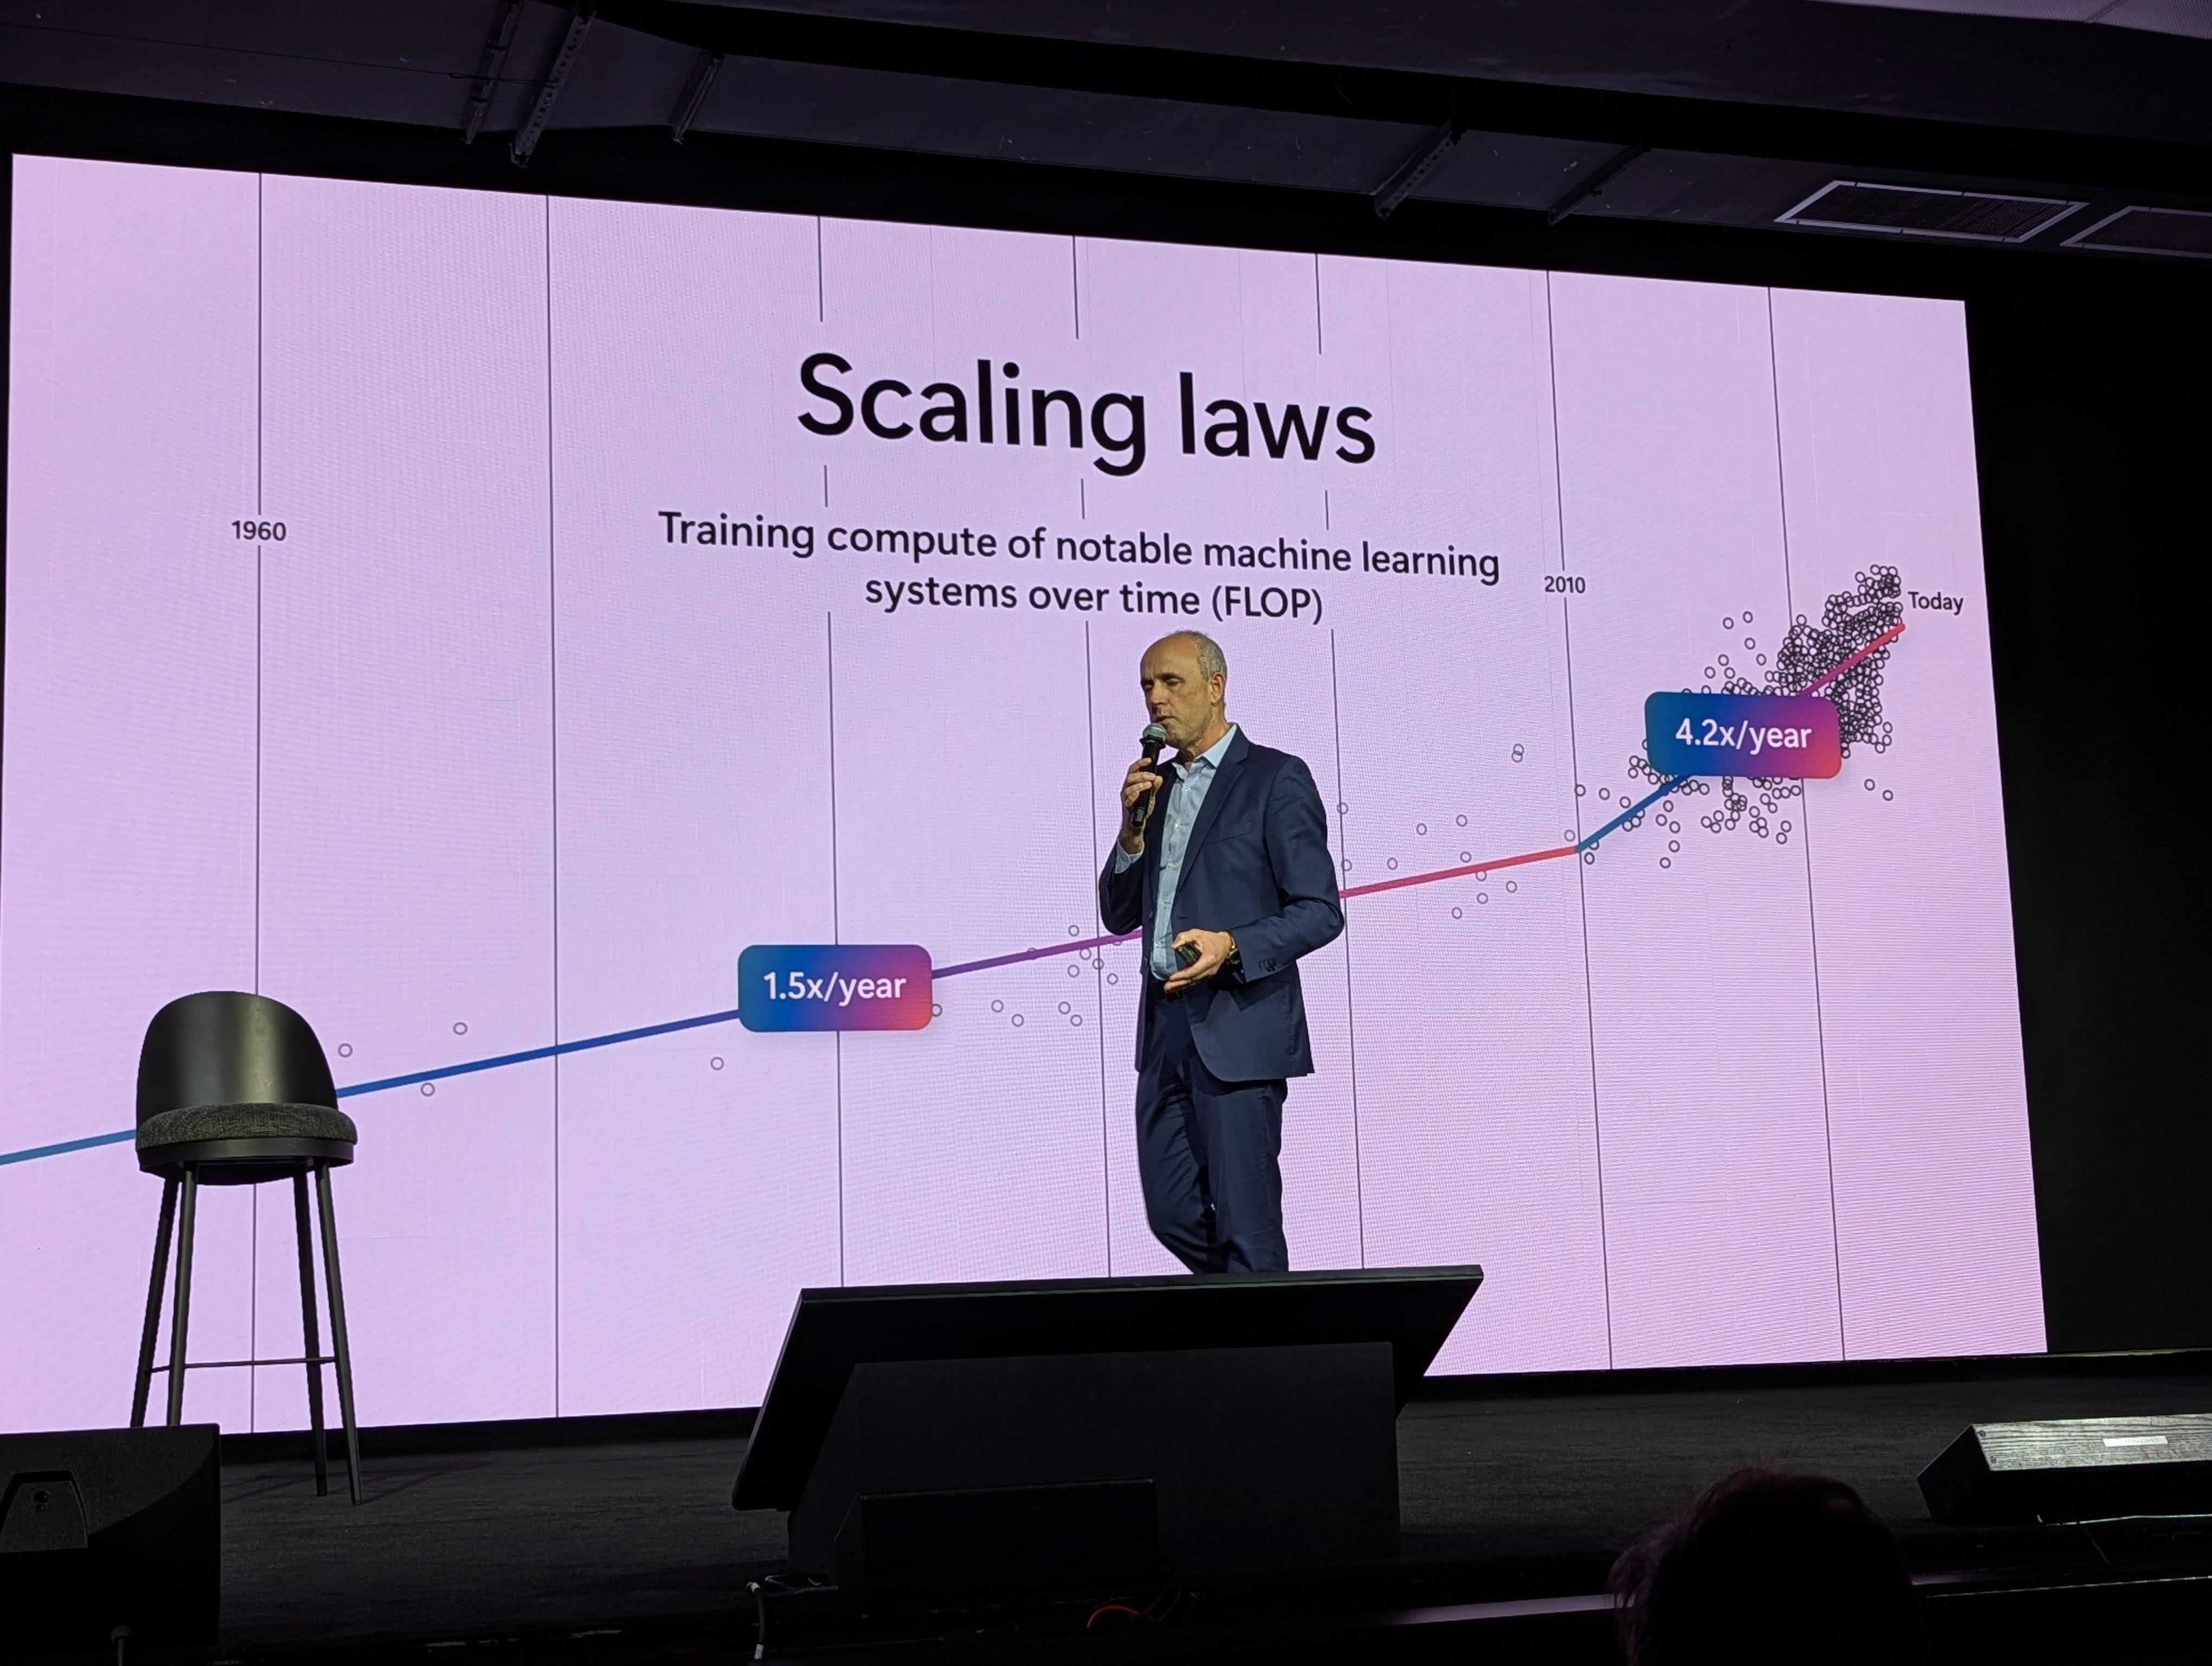 Scaling laws
Training compute of notable machine learning
systems over time (FLOP)
1960
2010
Today
4.2x/year
1.5x/year